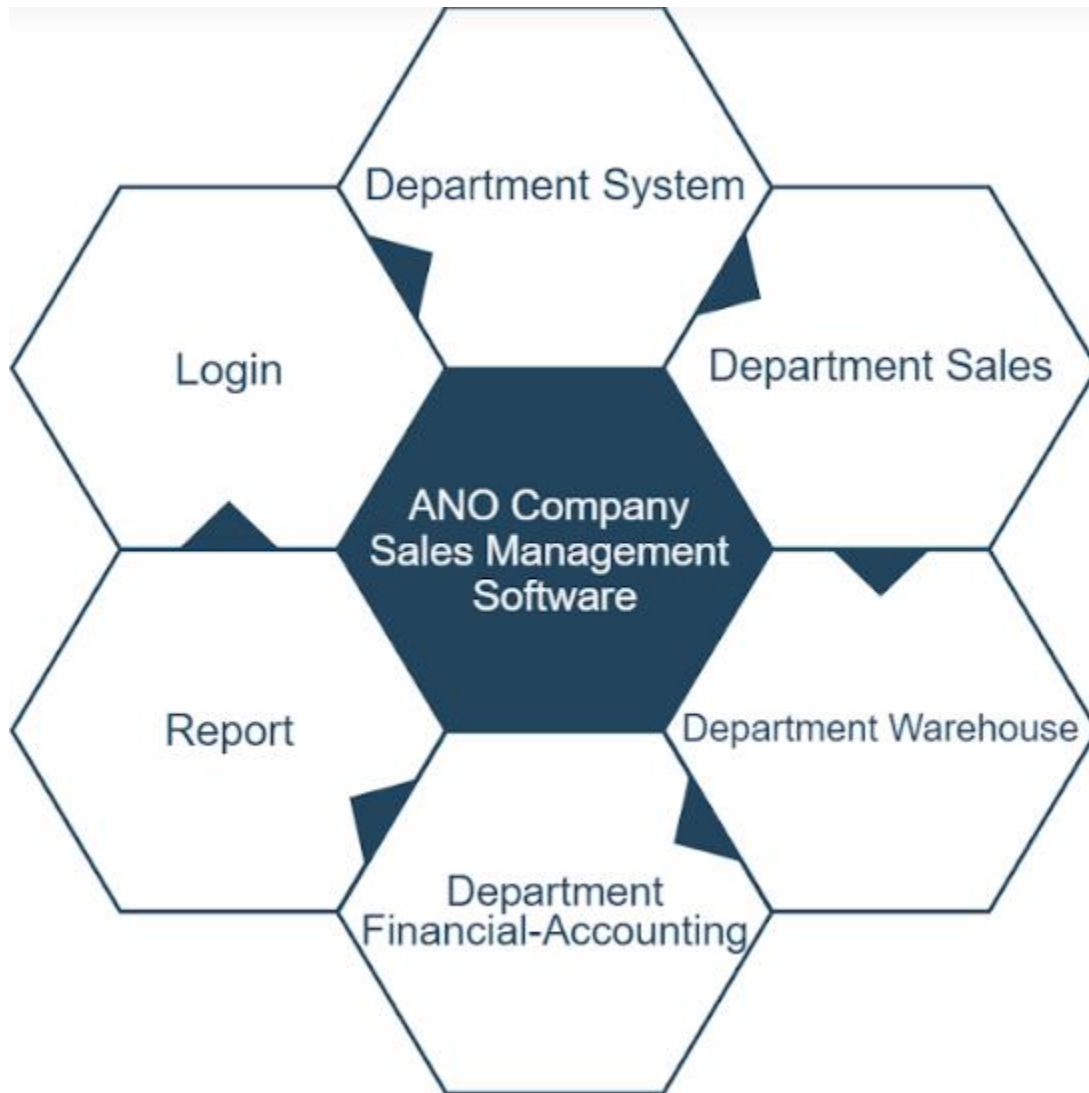 Department System
Department Sales
Login
ANO Company
Sales Management
Software
Report
Department Warehouse
Department
Financial-Accounting